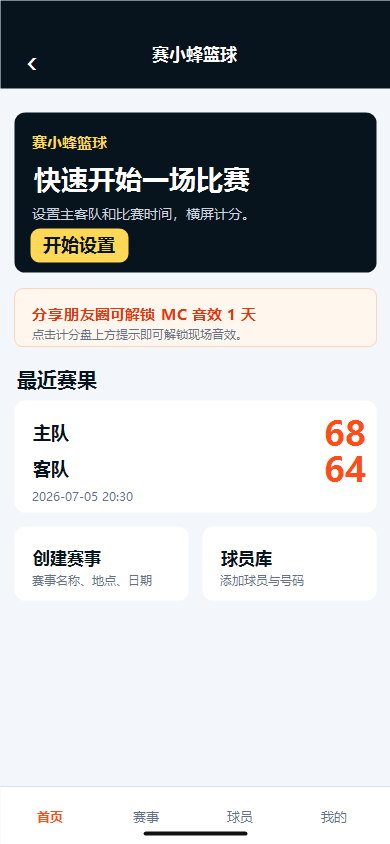 赛小蜂篮球
赛小蜂篮球
快速开始一场比赛
设置主客队和比赛时间，横屏计分。
开始设置
分享朋友圈可解锁 MC 音效 1 天
点击计分盘上方提示即可解锁现场音效。
最近赛果
主队 68
客队 64
2026-07-05 20:30
创建赛事
赛事名称、地点、日期
球员库
添加球员与号码
首页 赛事 球员 我的